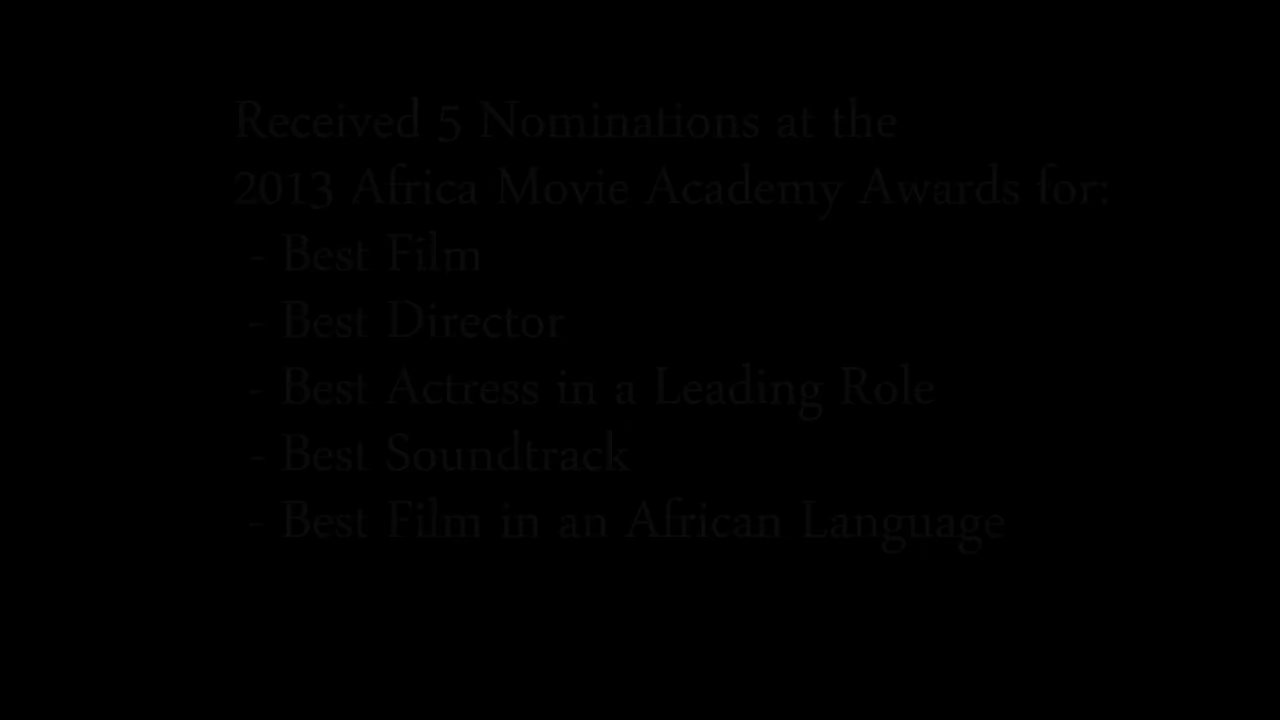 Received 5 Nominations at the
2013 Africa Movie Academy Awards for:
- Best Film
- Best Director
- Best Actress in a Leading Role
- Best Soundtrack
- Best Film in an African Language